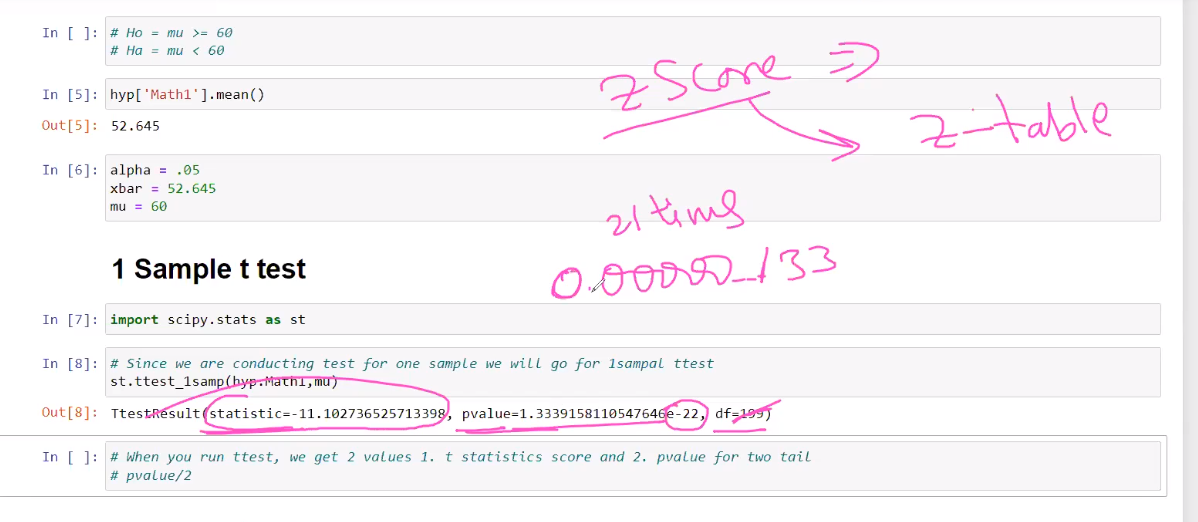 In [ ]: # Ho = mu >= 60
# Ha = mu < 60
z score =>
In [5]: hyp['Math1'].mean()
z-table
Out[5]: 52.645
In [6]: alpha = .05
xbar = 52.645
mu = 60
21 times
1 Sample t test
0.00000_133
In [7]: import scipy.stats as st
In [8]: # Since we are conducting test for one sample we will go for 1sampal ttest
st.ttest_1samp(hyp.Math1,mu)
Out[8]: TtestResult(statistic=-11.102736525713398, pvalue=1.3339158110547646e-22, df=199)
In [ ]: # When you run ttest, we get 2 values 1. t statistics score and 2. pvalue for two tail
# pvalue/2